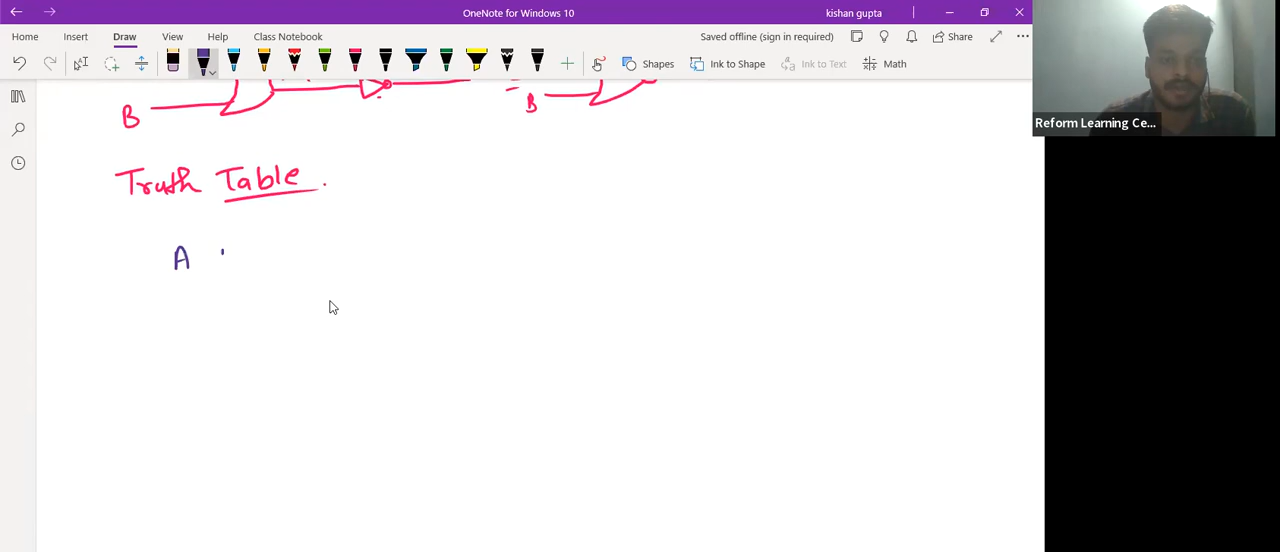 OneNote for Windows 10
kishan gupta
Home Insert Draw View Help Class Notebook
Saved offline (sign in required)
Share
Shapes
Ink to Shape
Ink to Text
Math
B
B
Truth Table.
A
Reform Learning Ce...